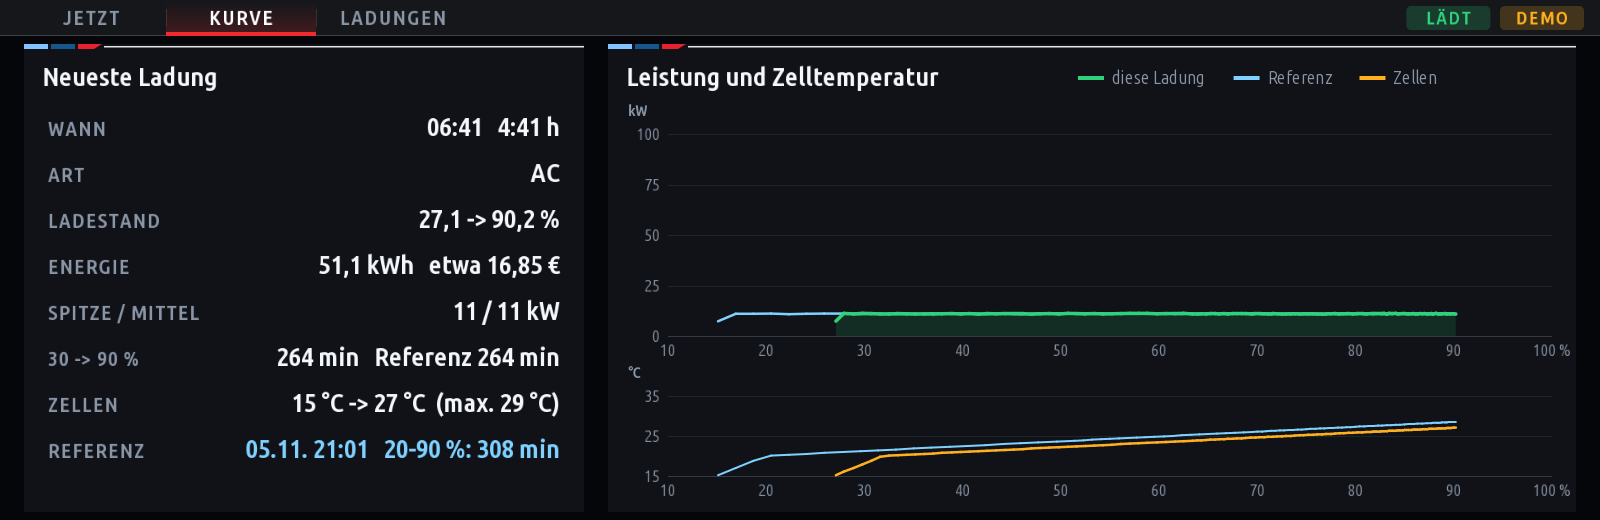 JETZT KURVE LADUNGEN LÄDT DEMO
Neueste Ladung
WANN 06:41 4:41 h
ART AC
LADESTAND 27,1 -> 90,2 %
ENERGIE 51,1 kWh etwa 16,85 €
SPITZE / MITTEL 11 / 11 kW
30 -> 90 % 264 min Referenz 264 min
ZELLEN 15 °C -> 27 °C (max. 29 °C)
REFERENZ 05.11. 21:01 20-90 %: 308 min
Leistung und Zelltemperatur diese Ladung Referenz Zellen
kW
100
75
50
25
0
10 20 30 40 50 60 70 80 90 100 %
°C
35
25
15
10 20 30 40 50 60 70 80 90 100 %